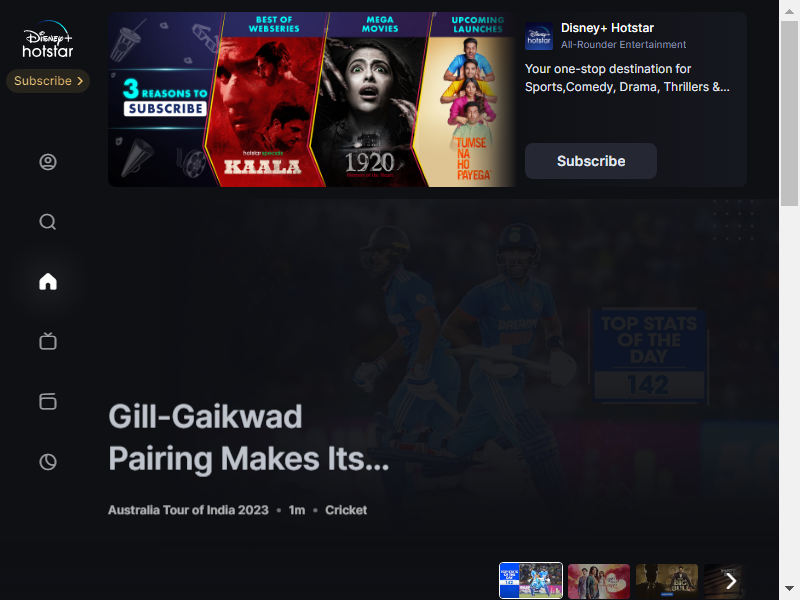 Disney+
hotstar
Subscribe
3 REASONS TO
SUBSCRIBE
BEST OF
WEBSERIES
hotstar specials
KAALA
MEGA
MOVIES
1920
UPCOMING
LAUNCHES
TUMSE
NA HO
PAYEGA
Disney+ Hotstar
All-Rounder Entertainment
Your one-stop destination for
Sports,Comedy, Drama, Thrillers &...
Subscribe
TOP STATS
OF THE
DAY
142
Gill-Gaikwad
Pairing Makes Its...
Australia Tour of India 2023 • 1m • Cricket